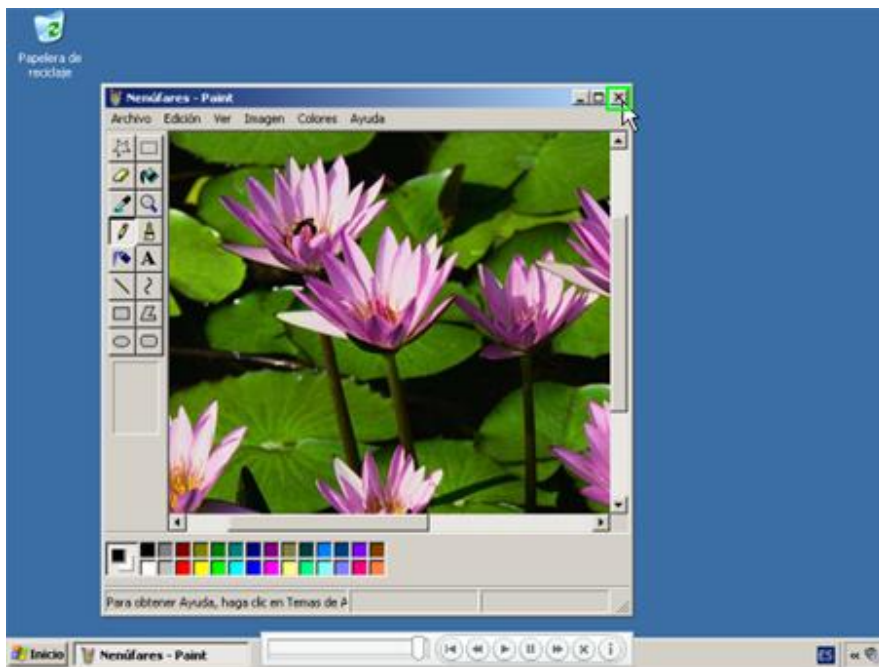 Papelera de
reciclaje
Nenúfares - Paint
Archivo Edición Ver Imagen Colores Ayuda
A
Para obtener Ayuda, haga clic en Temas de A
Inicio
Nenúfares - Paint
ES
«